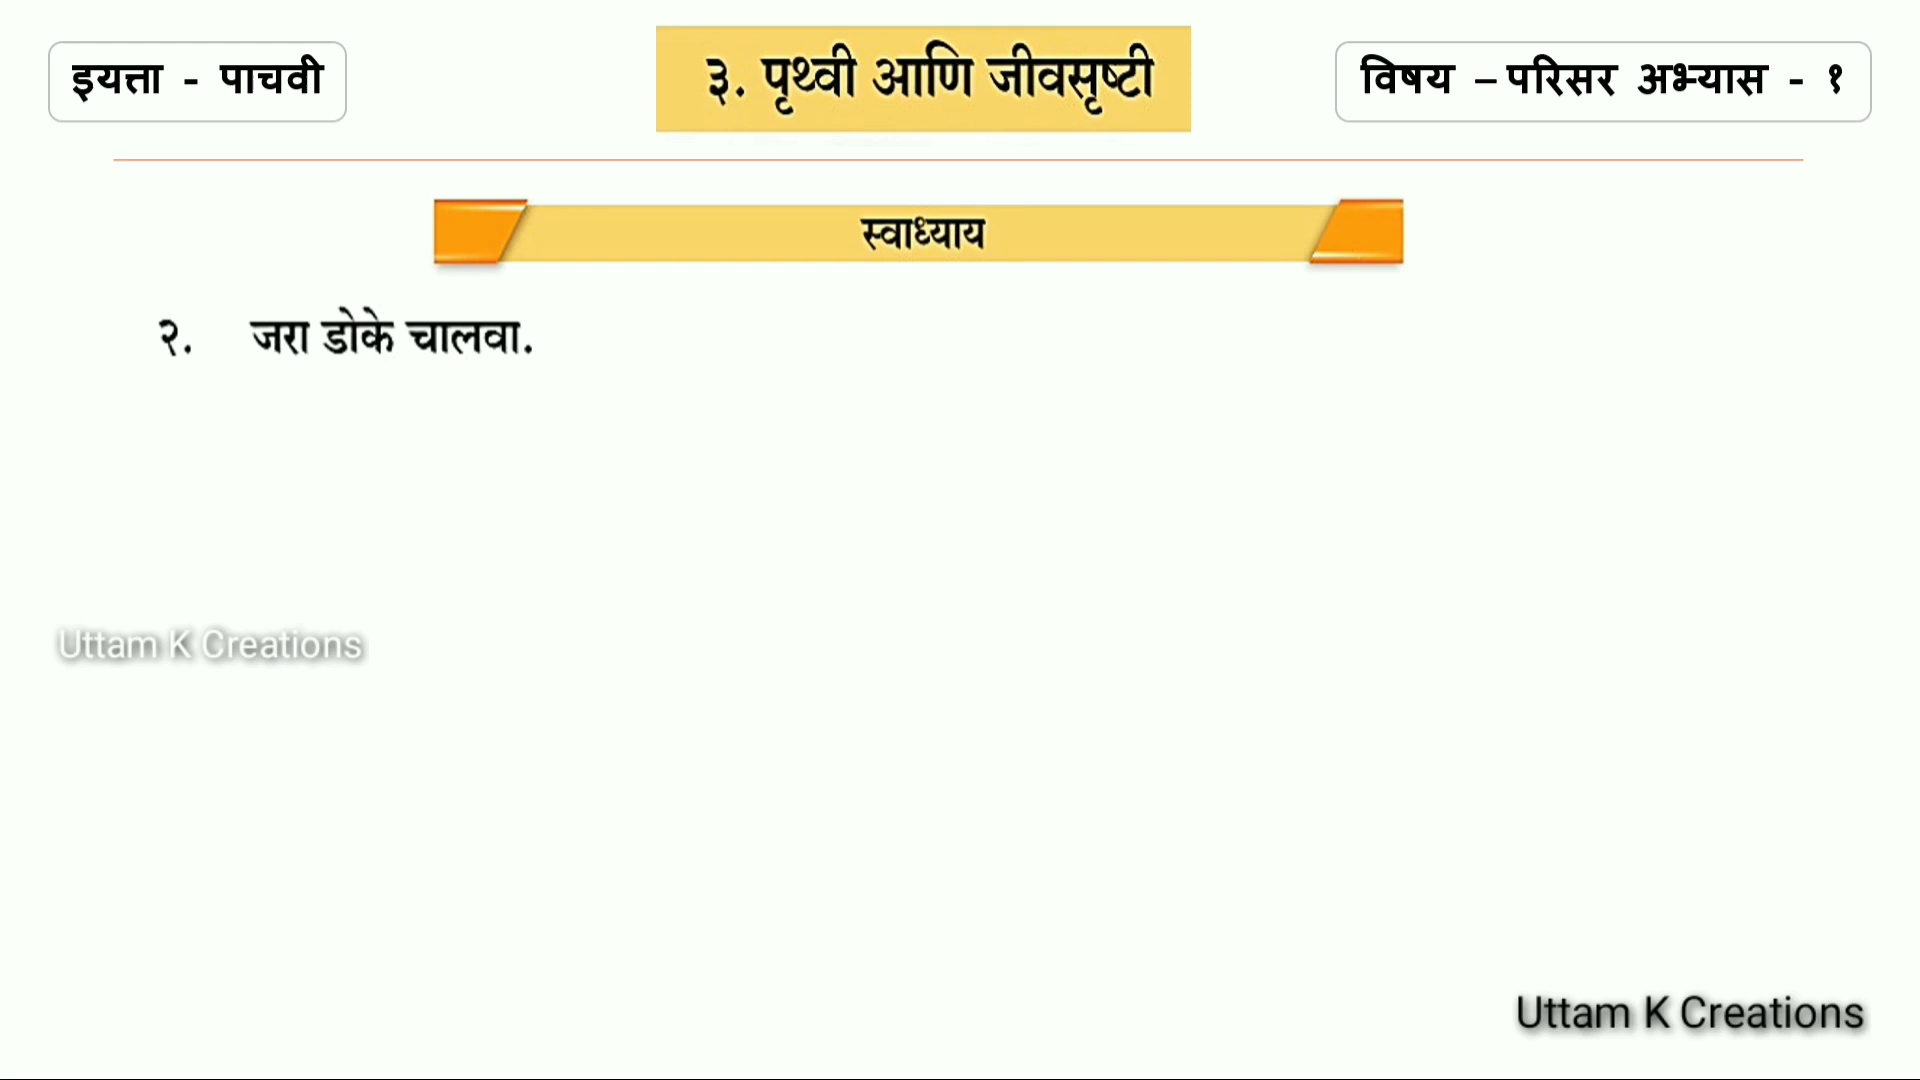 इयत्ता - पाचवी
३. पृथ्वी आणि जीवसृष्टी
विषय – परिसर अभ्यास - १
स्वाध्याय
२. जरा डोके चालवा.
Uttam K Creations
Uttam K Creations